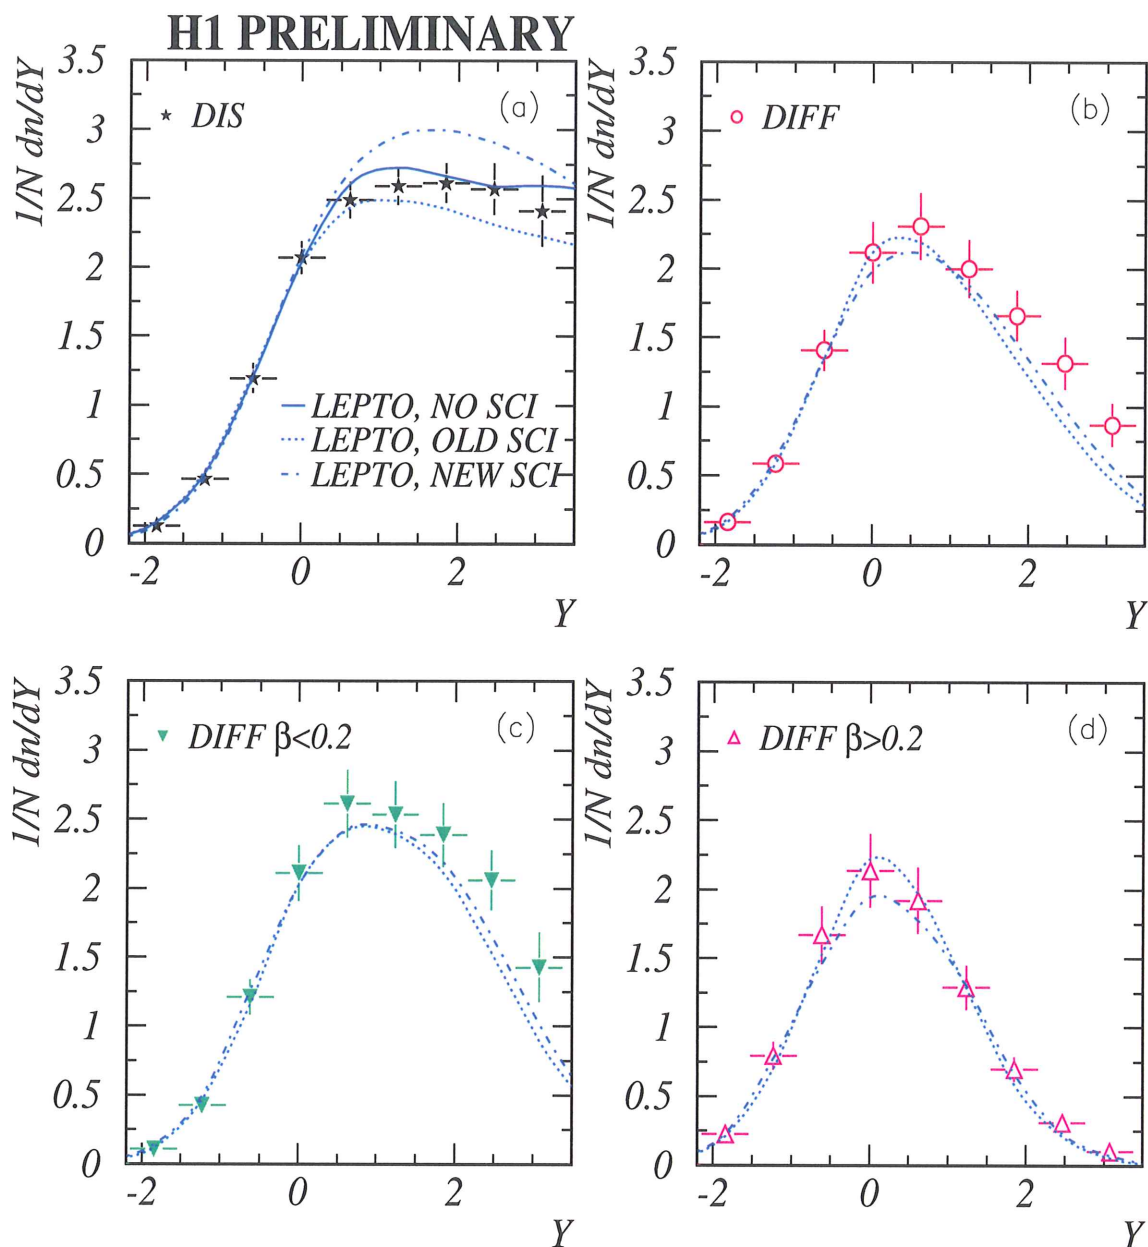 H1 PRELIMINARY
1/N dn/dY
3.5
3
2.5
2
1.5
1
0.5
0
DIS
(a)
LEPTO, NO SCI
LEPTO, OLD SCI
LEPTO, NEW SCI
-2
0
2
Y
1/N dn/dY
3.5
3
2.5
2
1.5
1
0.5
0
DIFF
(b)
-2
0
2
Y
1/N dn/dY
3.5
3
2.5
2
1.5
1
0.5
0
DIFF β<0.2
(c)
-2
0
2
Y
1/N dn/dY
3.5
3
2.5
2
1.5
1
0.5
0
DIFF β>0.2
(d)
-2
0
2
Y